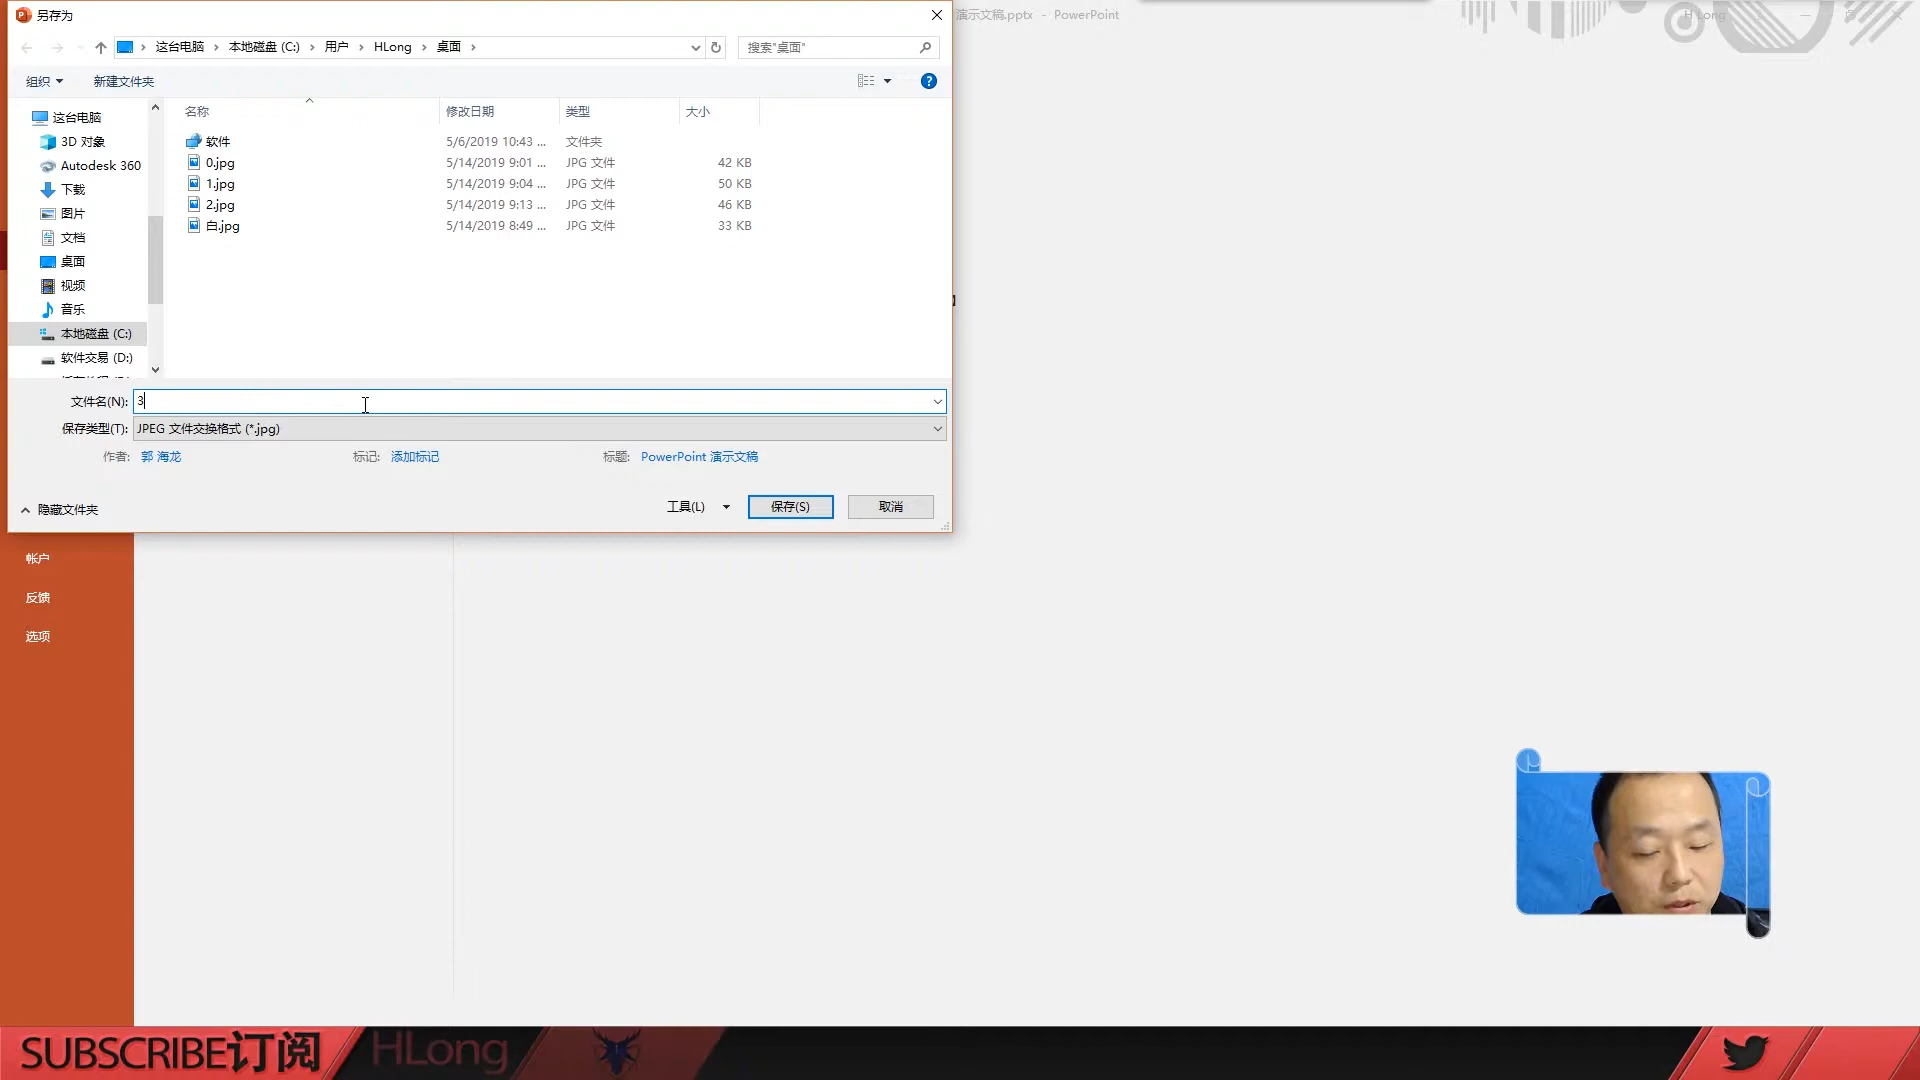 另存为
演示文稿.pptx - PowerPoint
H Long
这台电脑 › 本地磁盘 (C:) › 用户 › HLong › 桌面 ›
搜索"桌面"
组织
新建文件夹
名称 修改日期 类型 大小
软件 5/6/2019 10:43 ... 文件夹
0.jpg 5/14/2019 9:01 ... JPG 文件 42 KB
1.jpg 5/14/2019 9:04 ... JPG 文件 50 KB
2.jpg 5/14/2019 9:13 ... JPG 文件 46 KB
白.jpg 5/14/2019 8:49 ... JPG 文件 33 KB
这台电脑
3D 对象
Autodesk 360
下载
图片
文档
桌面
视频
音乐
本地磁盘 (C:)
软件交易 (D:)
文件名(N): 3
保存类型(T): JPEG 文件交换格式 (*.jpg)
作者: 郭 海龙 标记: 添加标记 标题: PowerPoint 演示文稿
隐藏文件夹
工具(L) 保存(S) 取消
帐户
反馈
选项
SUBSCRIBE订阅 HLong